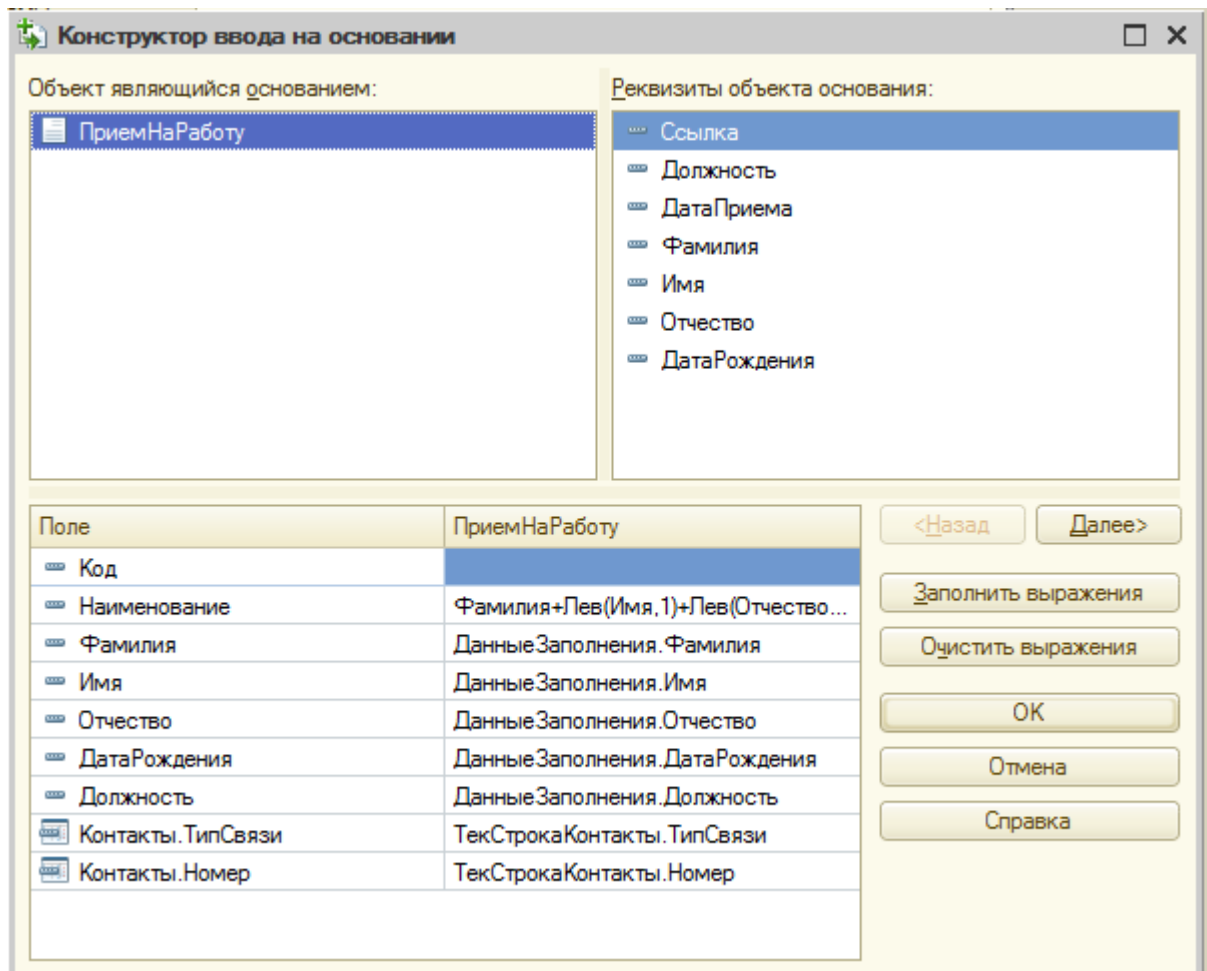 Конструктор ввода на основании
Объект являющийся основанием:
ПриемНаРаботу
Реквизиты объекта основания:
Ссылка
Должность
ДатаПриема
Фамилия
Имя
Отчество
ДатаРождения
Поле ПриемНаРаботу
Код
Наименование Фамилия+Лев(Имя,1)+Лев(Отчество...
Фамилия ДанныеЗаполнения.Фамилия
Имя ДанныеЗаполнения.Имя
Отчество ДанныеЗаполнения.Отчество
ДатаРождения ДанныеЗаполнения.ДатаРождения
Должность ДанныеЗаполнения.Должность
Контакты.ТипСвязи ТекСтрокаКонтакты.ТипСвязи
Контакты.Номер ТекСтрокаКонтакты.Номер
<Назад Далее>
Заполнить выражения
Очистить выражения
ОК
Отмена
Справка